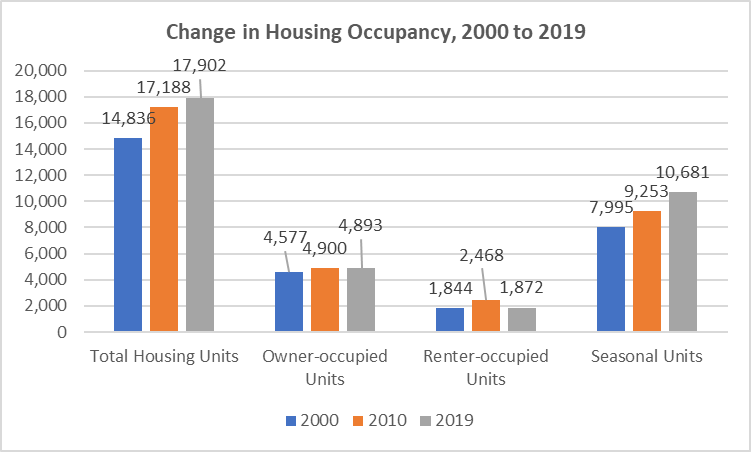 Change in Housing Occupancy, 2000 to 2019
20,000
18,000
16,000
14,000
12,000
10,000
8,000
6,000
4,000
2,000
0
14,836
17,188
17,902
4,577
4,900
4,893
1,844
2,468
1,872
7,995
9,253
10,681
Total Housing Units
Owner-occupied
Units
Renter-occupied
Units
Seasonal Units
2000 2010 2019